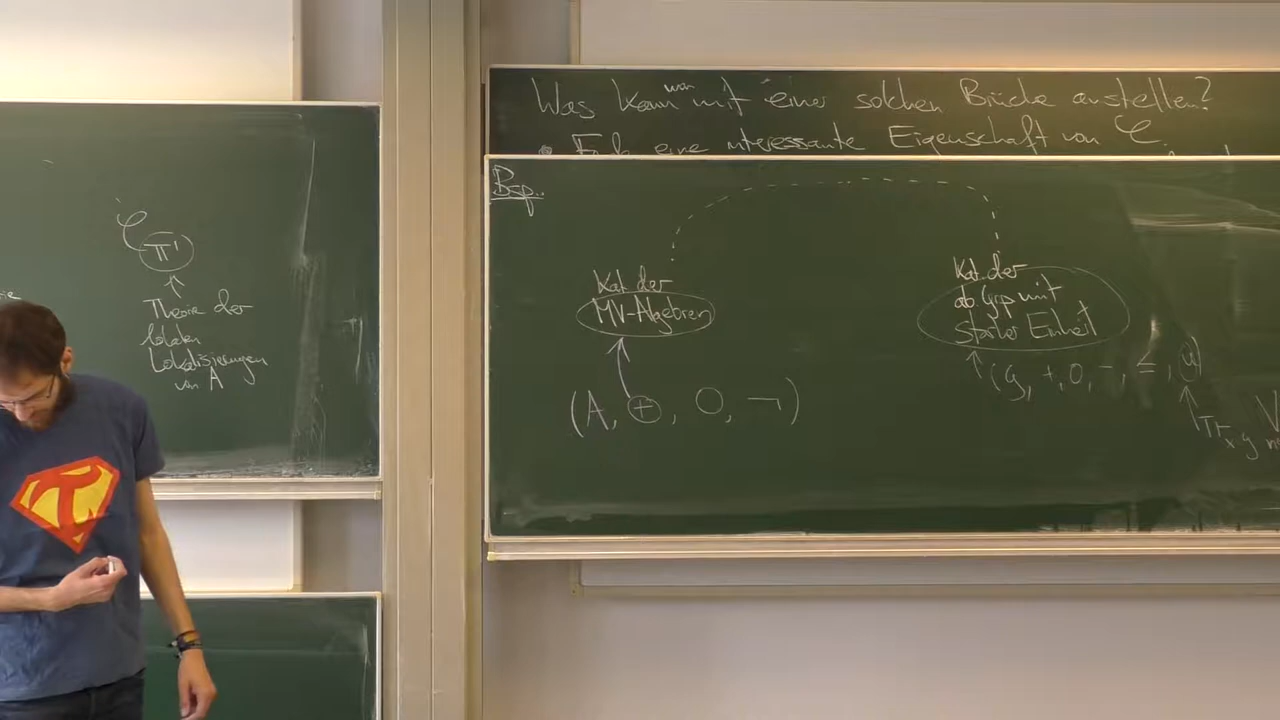 Was kann man mit einer solchen Brücke anstellen?
eine interessante Eigenschaft von
Bsp.
Kat. der
MV-Algebren
(A, ⊕, 0, ¬)
Kat. der
ab. Grp mit
starker Einheit
(G, +, 0, -, ≤, u)
π'
Theorie der
lokalen
Lokalisierungen
von A
π